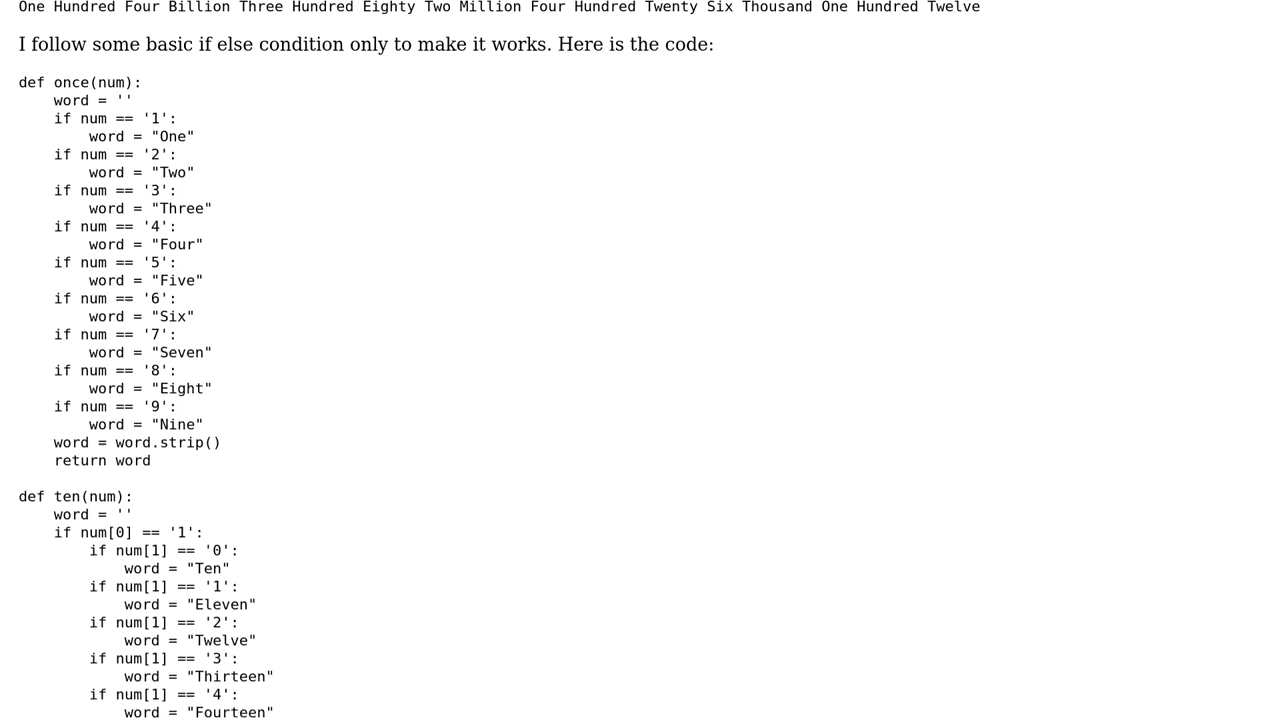 One Hundred Four Billion Three Hundred Eighty Two Million Four Hundred Twenty Six Thousand One Hundred Twelve
I follow some basic if else condition only to make it works. Here is the code:
def once(num):
    word = ''
    if num == '1':
        word = "One"
    if num == '2':
        word = "Two"
    if num == '3':
        word = "Three"
    if num == '4':
        word = "Four"
    if num == '5':
        word = "Five"
    if num == '6':
        word = "Six"
    if num == '7':
        word = "Seven"
    if num == '8':
        word = "Eight"
    if num == '9':
        word = "Nine"
    word = word.strip()
    return word

def ten(num):
    word = ''
    if num[0] == '1':
        if num[1] == '0':
            word = "Ten"
        if num[1] == '1':
            word = "Eleven"
        if num[1] == '2':
            word = "Twelve"
        if num[1] == '3':
            word = "Thirteen"
        if num[1] == '4':
            word = "Fourteen"